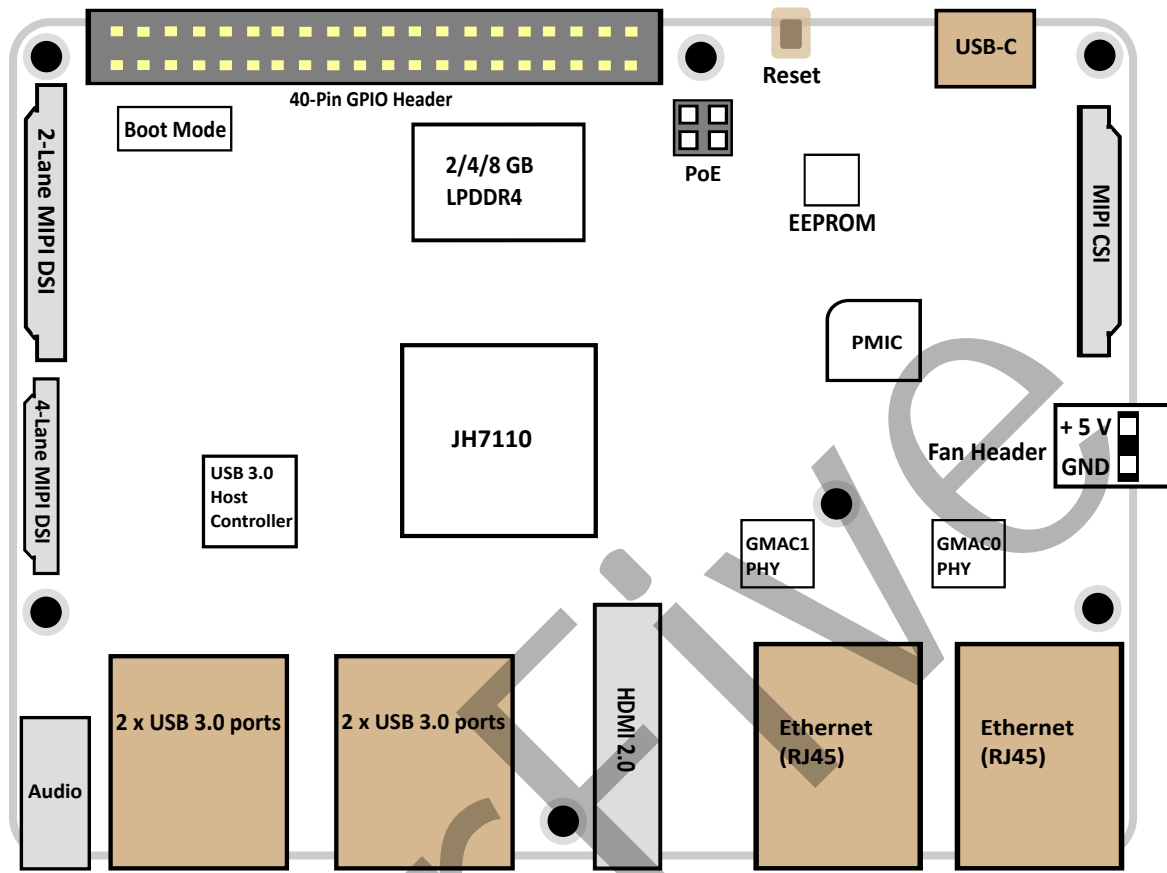 USB-C
Reset
40-Pin GPIO Header
Boot Mode
2/4/8 GB
LPDDR4
PoE
EEPROM
2-Lane MIPI DSI
MIPI CSI
PMIC
4-Lane MIPI DSI
JH7110
+ 5 V
Fan Header
GND
USB 3.0
Host
Controller
GMAC1
PHY
GMAC0
PHY
2 x USB 3.0 ports
2 x USB 3.0 ports
HDMI 2.0
Ethernet
(RJ45)
Ethernet
(RJ45)
Audio
rFive